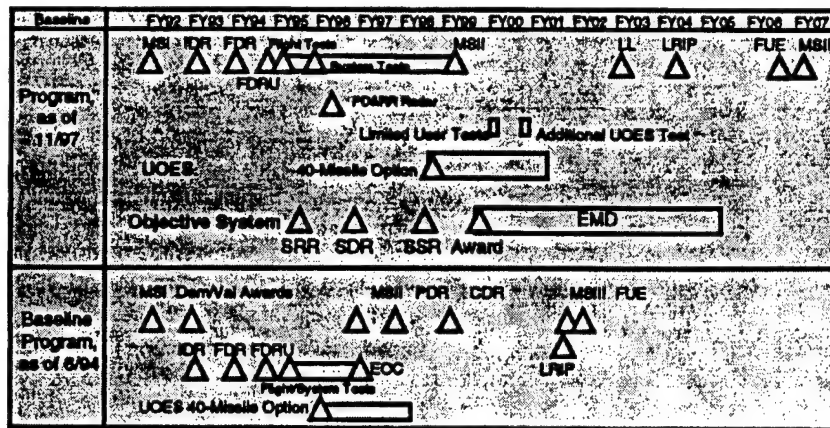 Baseline FY92 FY93 FY94 FY95 FY96 FY97 FY98 FY99 FY00 FY01 FY02 FY03 FY04 FY05 FY06 FY07
MSI IDR FDR Flight Tests MSII LL LRIP FUE MSIII
System Tests
FDRU
Program, as of 11/97
PD&RR Radar
Limited User Tests Additional UOES Test
UOES 40-Missile Option
Objective System EMD
SRR SDR SSR Award
MSI Dem/Val Awards MSII PDR CDR MSIII FUE
Baseline Program, as of 6/94
IDR FDR FDRU EOC
LRIP
Flight/System Tests
UOES 40-Missile Option